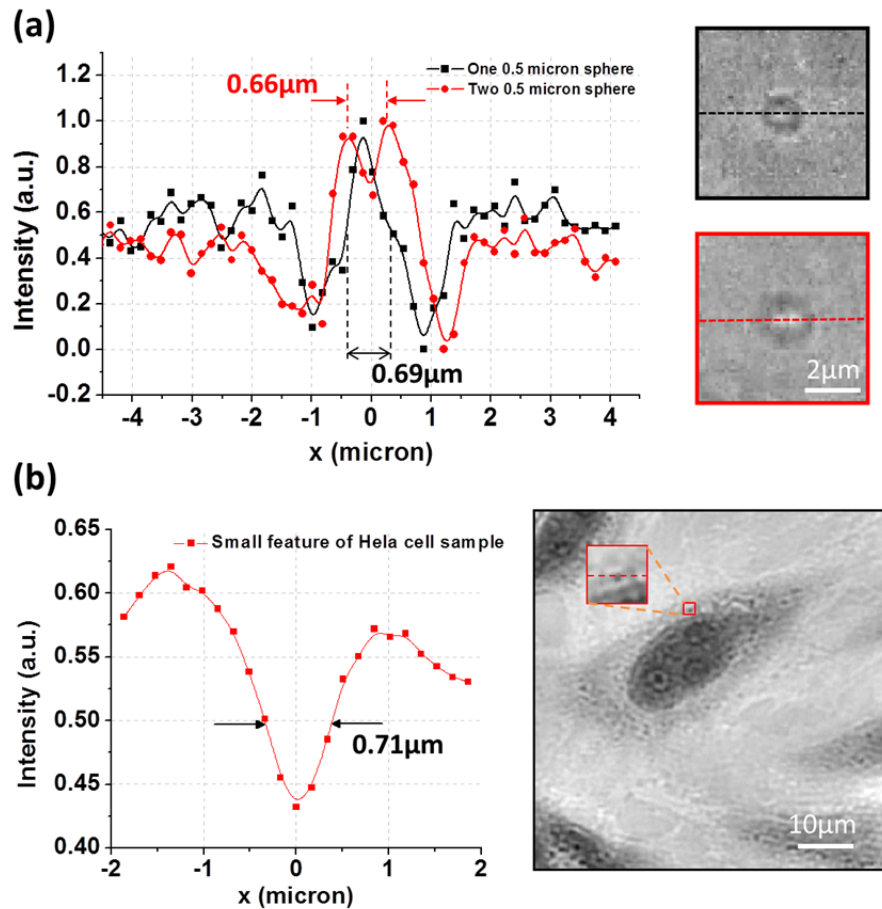 (a)
One 0.5 micron sphere
Two 0.5 micron sphere
0.66μm
0.69μm
1.2
1.0
0.8
0.6
0.4
0.2
0.0
-0.2
Intensity (a.u.)
-4 -3 -2 -1 0 1 2 3 4
x (micron)
2μm
(b)
Small feature of Hela cell sample
0.71μm
0.65
0.60
0.55
0.50
0.45
0.40
Intensity (a.u.)
-2 -1 0 1 2
x (micron)
10μm